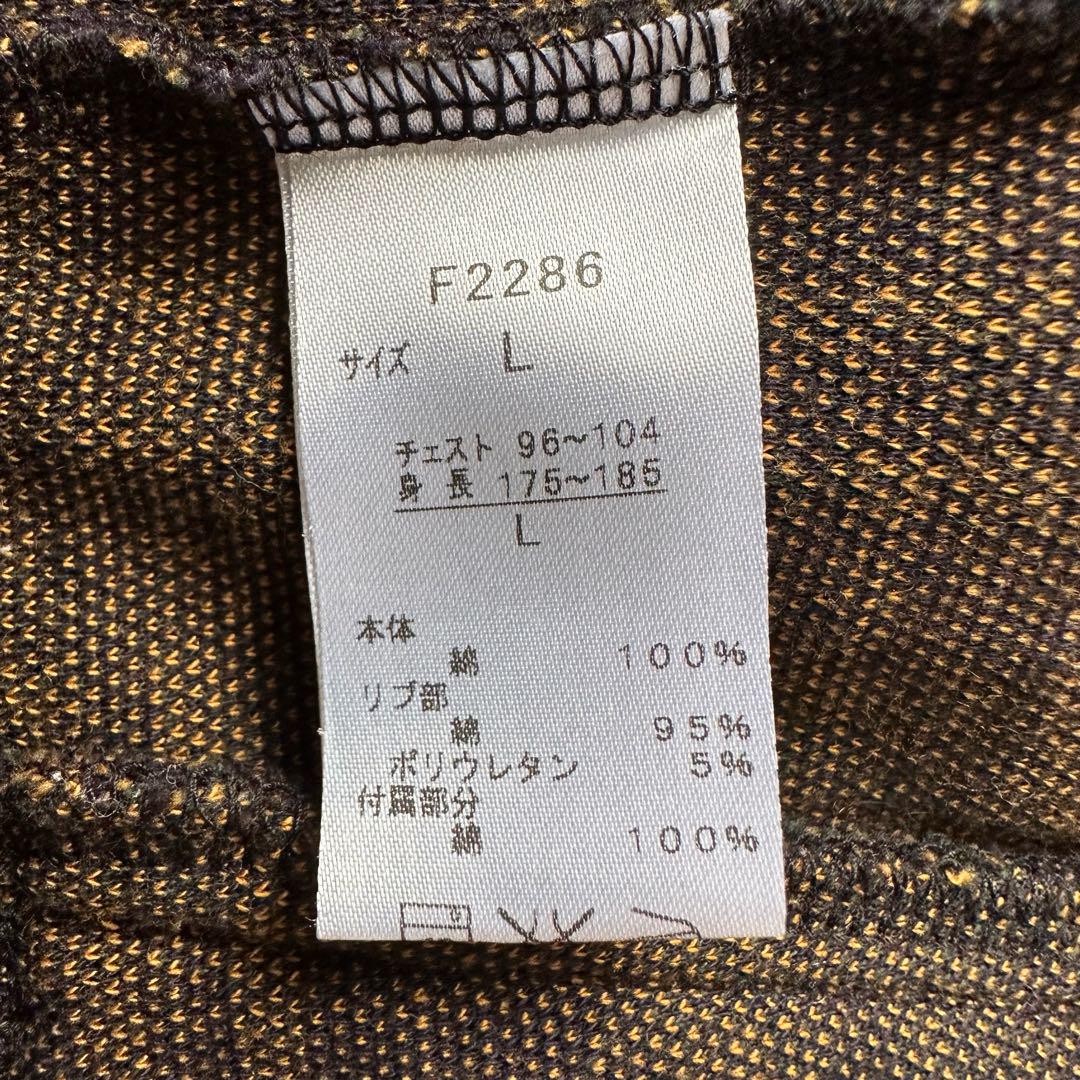 F2286
サイズ L
チェスト 96~104
身長 175~185
L
本体
綿 100%
リブ部
綿 95%
ポリウレタン 5%
付属部分
綿 100%